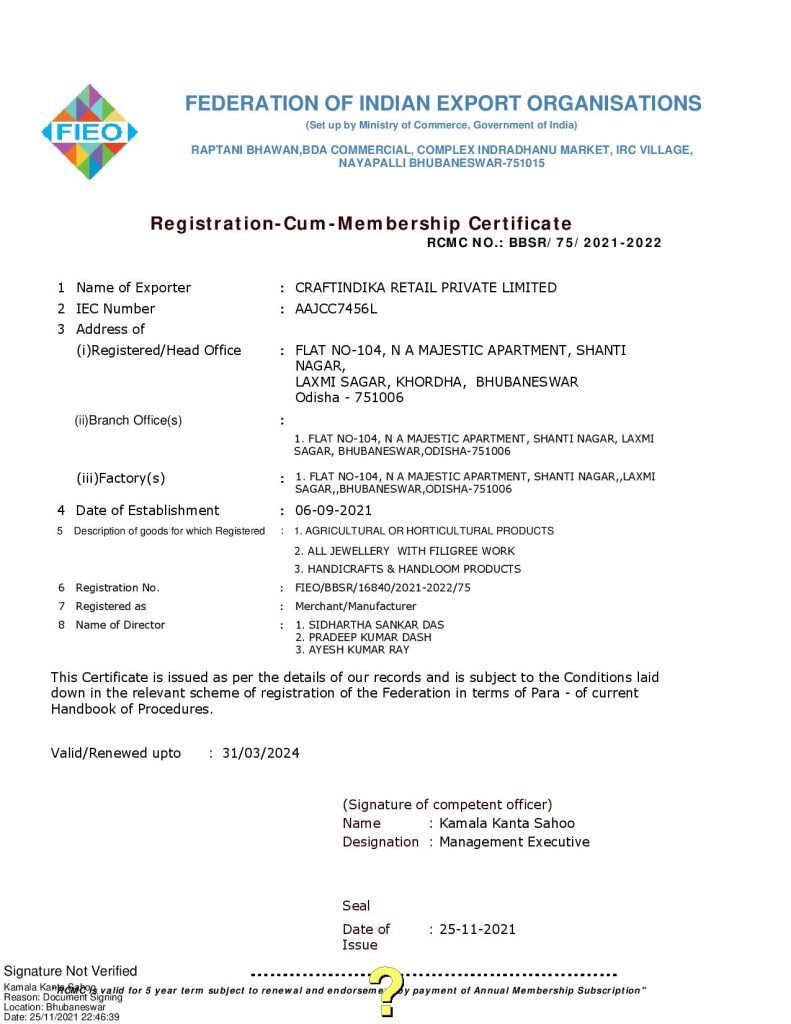 FIEO
FEDERATION OF INDIAN EXPORT ORGANISATIONS
(Set up by Ministry of Commerce, Government of India)
RAPTANI BHAWAN,BDA COMMERCIAL, COMPLEX INDRADHANU MARKET, IRC VILLAGE,
NAYAPALLI BHUBANESWAR-751015
Registration-Cum-Membership Certificate
RCMC NO.: BBSR/ 75/ 2021-2022
1 Name of Exporter : CRAFTINDIKA RETAIL PRIVATE LIMITED
2 IEC Number : AAJCC7456L
3 Address of
(i)Registered/Head Office : FLAT NO-104, N A MAJESTIC APARTMENT, SHANTI
NAGAR,
LAXMI SAGAR, KHORDHA, BHUBANESWAR
Odisha - 751006
(ii)Branch Office(s) :
1. FLAT NO-104, N A MAJESTIC APARTMENT, SHANTI NAGAR, LAXMI
SAGAR, BHUBANESWAR,ODISHA-751006
(iii)Factory(s) : 1. FLAT NO-104, N A MAJESTIC APARTMENT, SHANTI NAGAR,,LAXMI
SAGAR,,BHUBANESWAR,ODISHA-751006
4 Date of Establishment : 06-09-2021
5 Description of goods for which Registered : 1. AGRICULTURAL OR HORTICULTURAL PRODUCTS
2. ALL JEWELLERY WITH FILIGREE WORK
3. HANDICRAFTS & HANDLOOM PRODUCTS
6 Registration No. : FIEO/BBSR/16840/2021-2022/75
7 Registered as : Merchant/Manufacturer
8 Name of Director : 1. SIDHARTHA SANKAR DAS
2. PRADEEP KUMAR DASH
3. AYESH KUMAR RAY
This Certificate is issued as per the details of our records and is subject to the Conditions laid
down in the relevant scheme of registration of the Federation in terms of Para - of current
Handbook of Procedures.
Valid/Renewed upto : 31/03/2024
(Signature of competent officer)
Name : Kamala Kanta Sahoo
Designation : Management Executive
Seal
Date of : 25-11-2021
Issue
Signature Not Verified
?
Kamala Kanta Sahoo
"RCMC is valid for 5 year term subject to renewal and endorsement by payment of Annual Membership Subscription"
Reason: Document Signing
Location: Bhubaneswar
Date: 25/11/2021 22:46:39